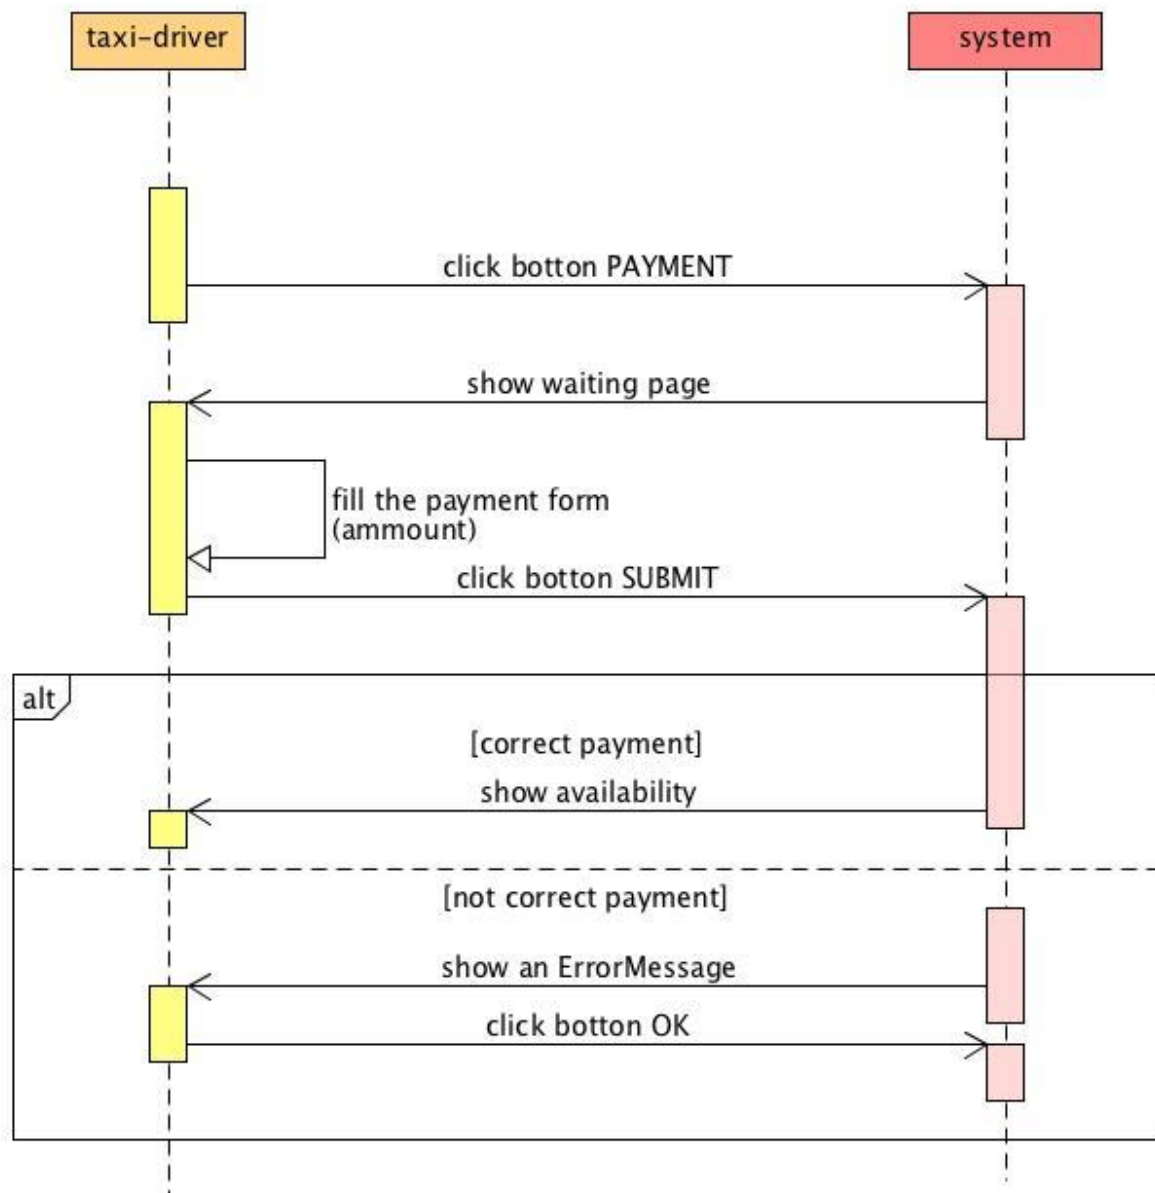 taxi-driver
system
click botton PAYMENT
show waiting page
fill the payment form
(ammount)
click botton SUBMIT
alt
[correct payment]
show availability
[not correct payment]
show an ErrorMessage
click botton OK